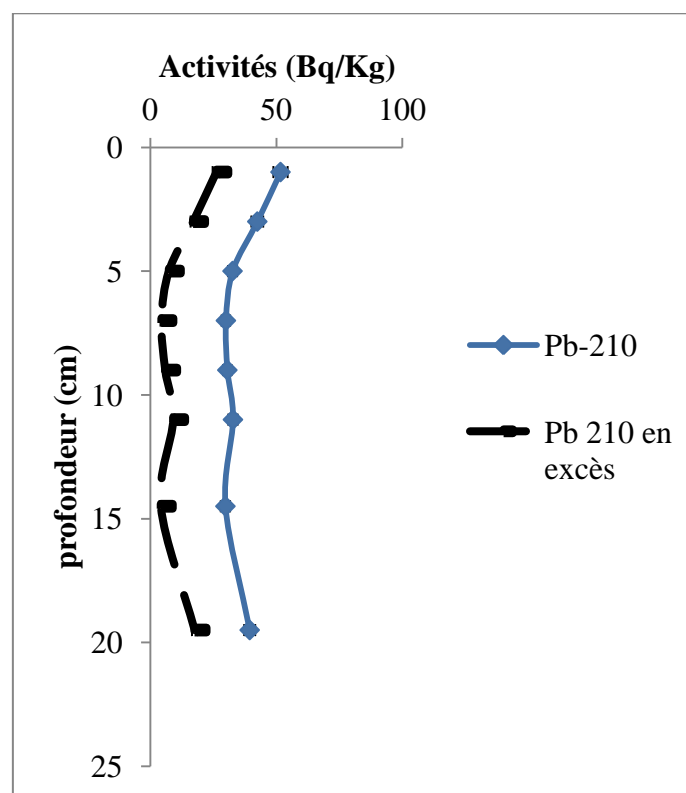 Activités (Bq/Kg)
0 50 100
0
5
10
15
20
25
profondeur (cm)
Pb-210
Pb 210 en
excès